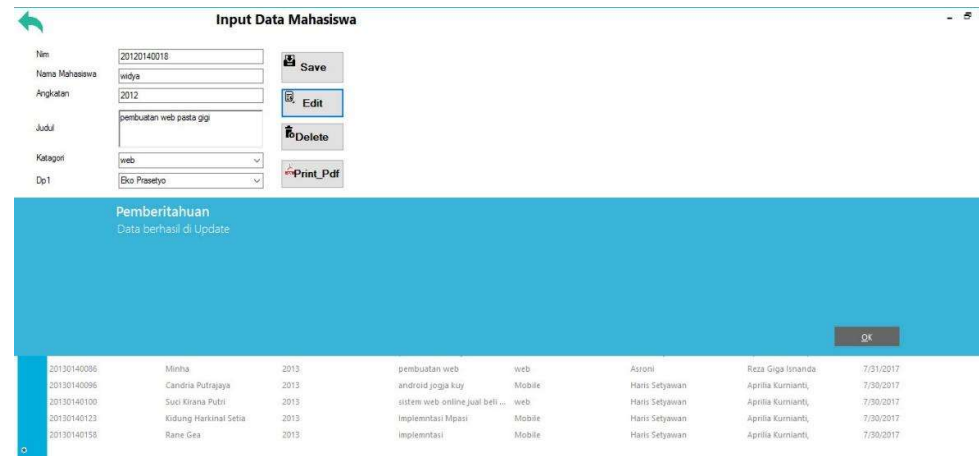 Input Data Mahasiswa
Nim 20120140018
Nama Mahasiswa widya
Angkatan 2012
Judul pembuatan web pasta gigi
Katagori web
Dp1 Eko Prasetyo
Save
Edit
Delete
Print_Pdf
Pemberitahuan
Data berhasil di Update
OK
20130140086 Minha 2013 pembuatan web web Asroni Reza Giga Isnanda 7/31/2017
20130140096 Candria Putrajaya 2013 android jogja kuy Mobile Haris Setyawan Aprilia Kurnianti, 7/30/2017
20130140100 Suci Kirana Putri 2013 sistem web online jual beli ... web Haris Setyawan Aprilia Kurnianti, 7/30/2017
20130140123 Kidung Harkinal Setia 2013 Implemntasi Mpasi Mobile Haris Setyawan Aprilia Kurnianti, 7/30/2017
20130140158 Rane Gea 2013 implemntasi Mobile Haris Setyawan Aprilia Kurnianti, 7/30/2017